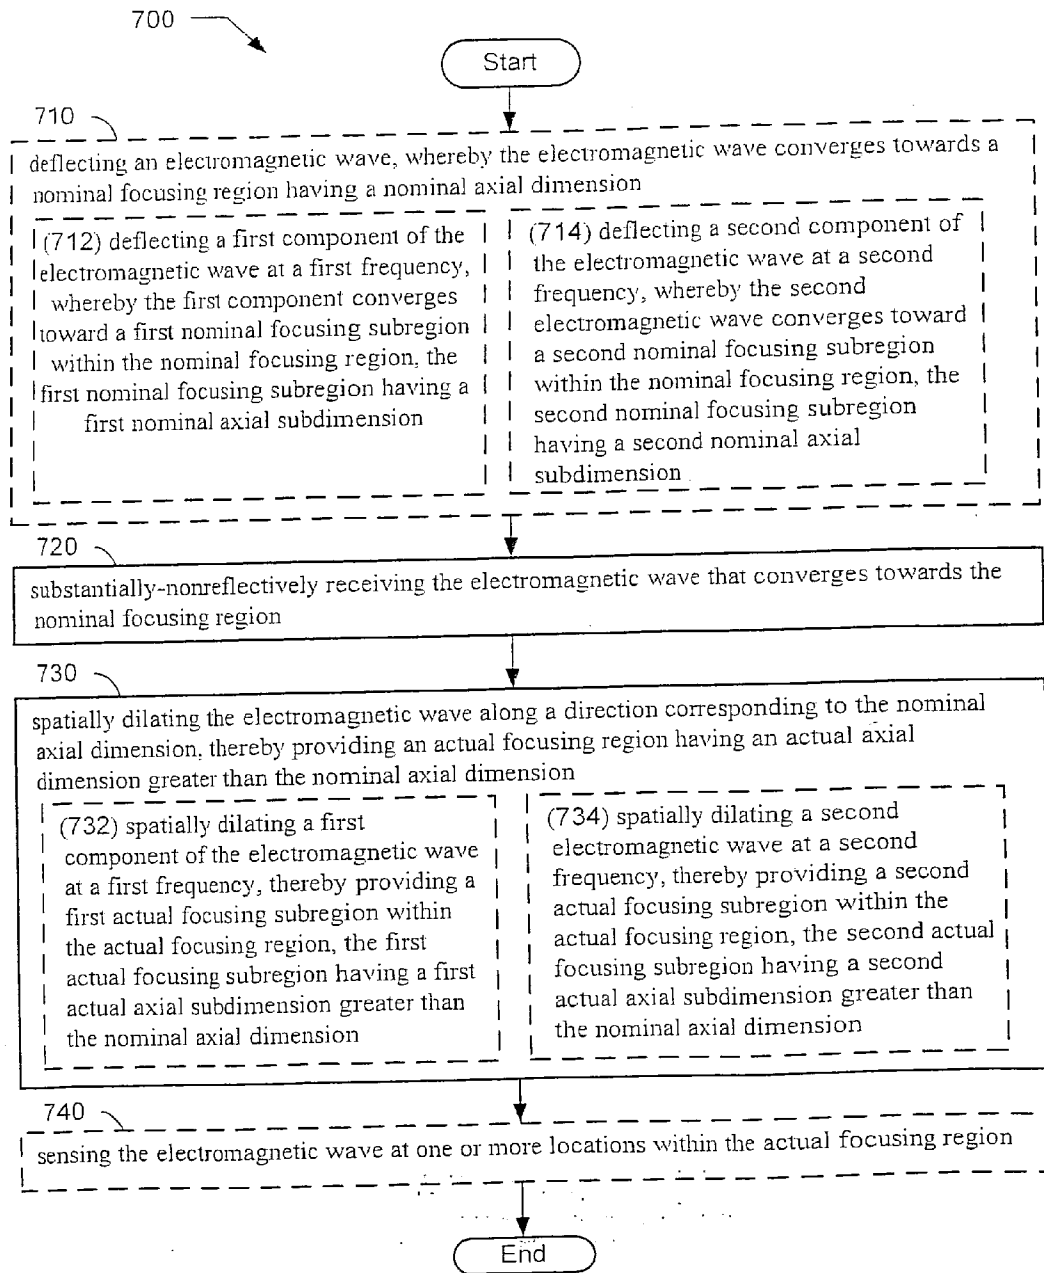 700
Start
710
deflecting an electromagnetic wave, whereby the electromagnetic wave converges towards a
nominal focusing region having a nominal axial dimension
(712) deflecting a first component of the
electromagnetic wave at a first frequency,
whereby the first component converges
toward a first nominal focusing subregion
within the nominal focusing region, the
first nominal focusing subregion having a
first nominal axial subdimension
(714) deflecting a second component of
the electromagnetic wave at a second
frequency, whereby the second
electromagnetic wave converges toward
a second nominal focusing subregion
within the nominal focusing region, the
second nominal focusing subregion
having a second nominal axial
subdimension
720
substantially-nonreflectively receiving the electromagnetic wave that converges towards the
nominal focusing region
730
spatially dilating the electromagnetic wave along a direction corresponding to the nominal
axial dimension, thereby providing an actual focusing region having an actual axial
dimension greater than the nominal axial dimension
(732) spatially dilating a first
component of the electromagnetic wave
at a first frequency, thereby providing a
first actual focusing subregion within
the actual focusing region, the first
actual focusing subregion having a first
actual axial subdimension greater than
the nominal axial dimension
(734) spatially dilating a second
electromagnetic wave at a second
frequency, thereby providing a second
actual focusing subregion within the
actual focusing region, the second actual
focusing subregion having a second
actual axial subdimension greater than
the nominal axial dimension
740
sensing the electromagnetic wave at one or more locations within the actual focusing region
End